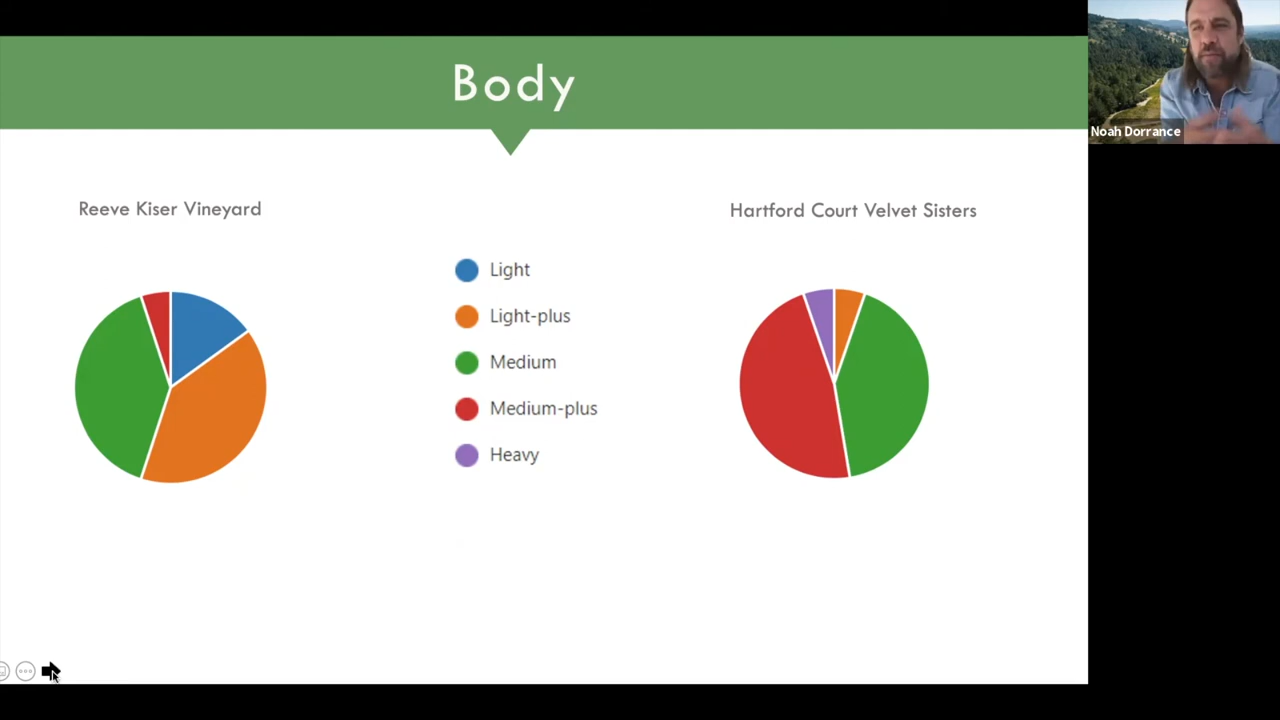 Body
Noah Dorrance
Reeve Kiser Vineyard
Hartford Court Velvet Sisters
Light
Light-plus
Medium
Medium-plus
Heavy